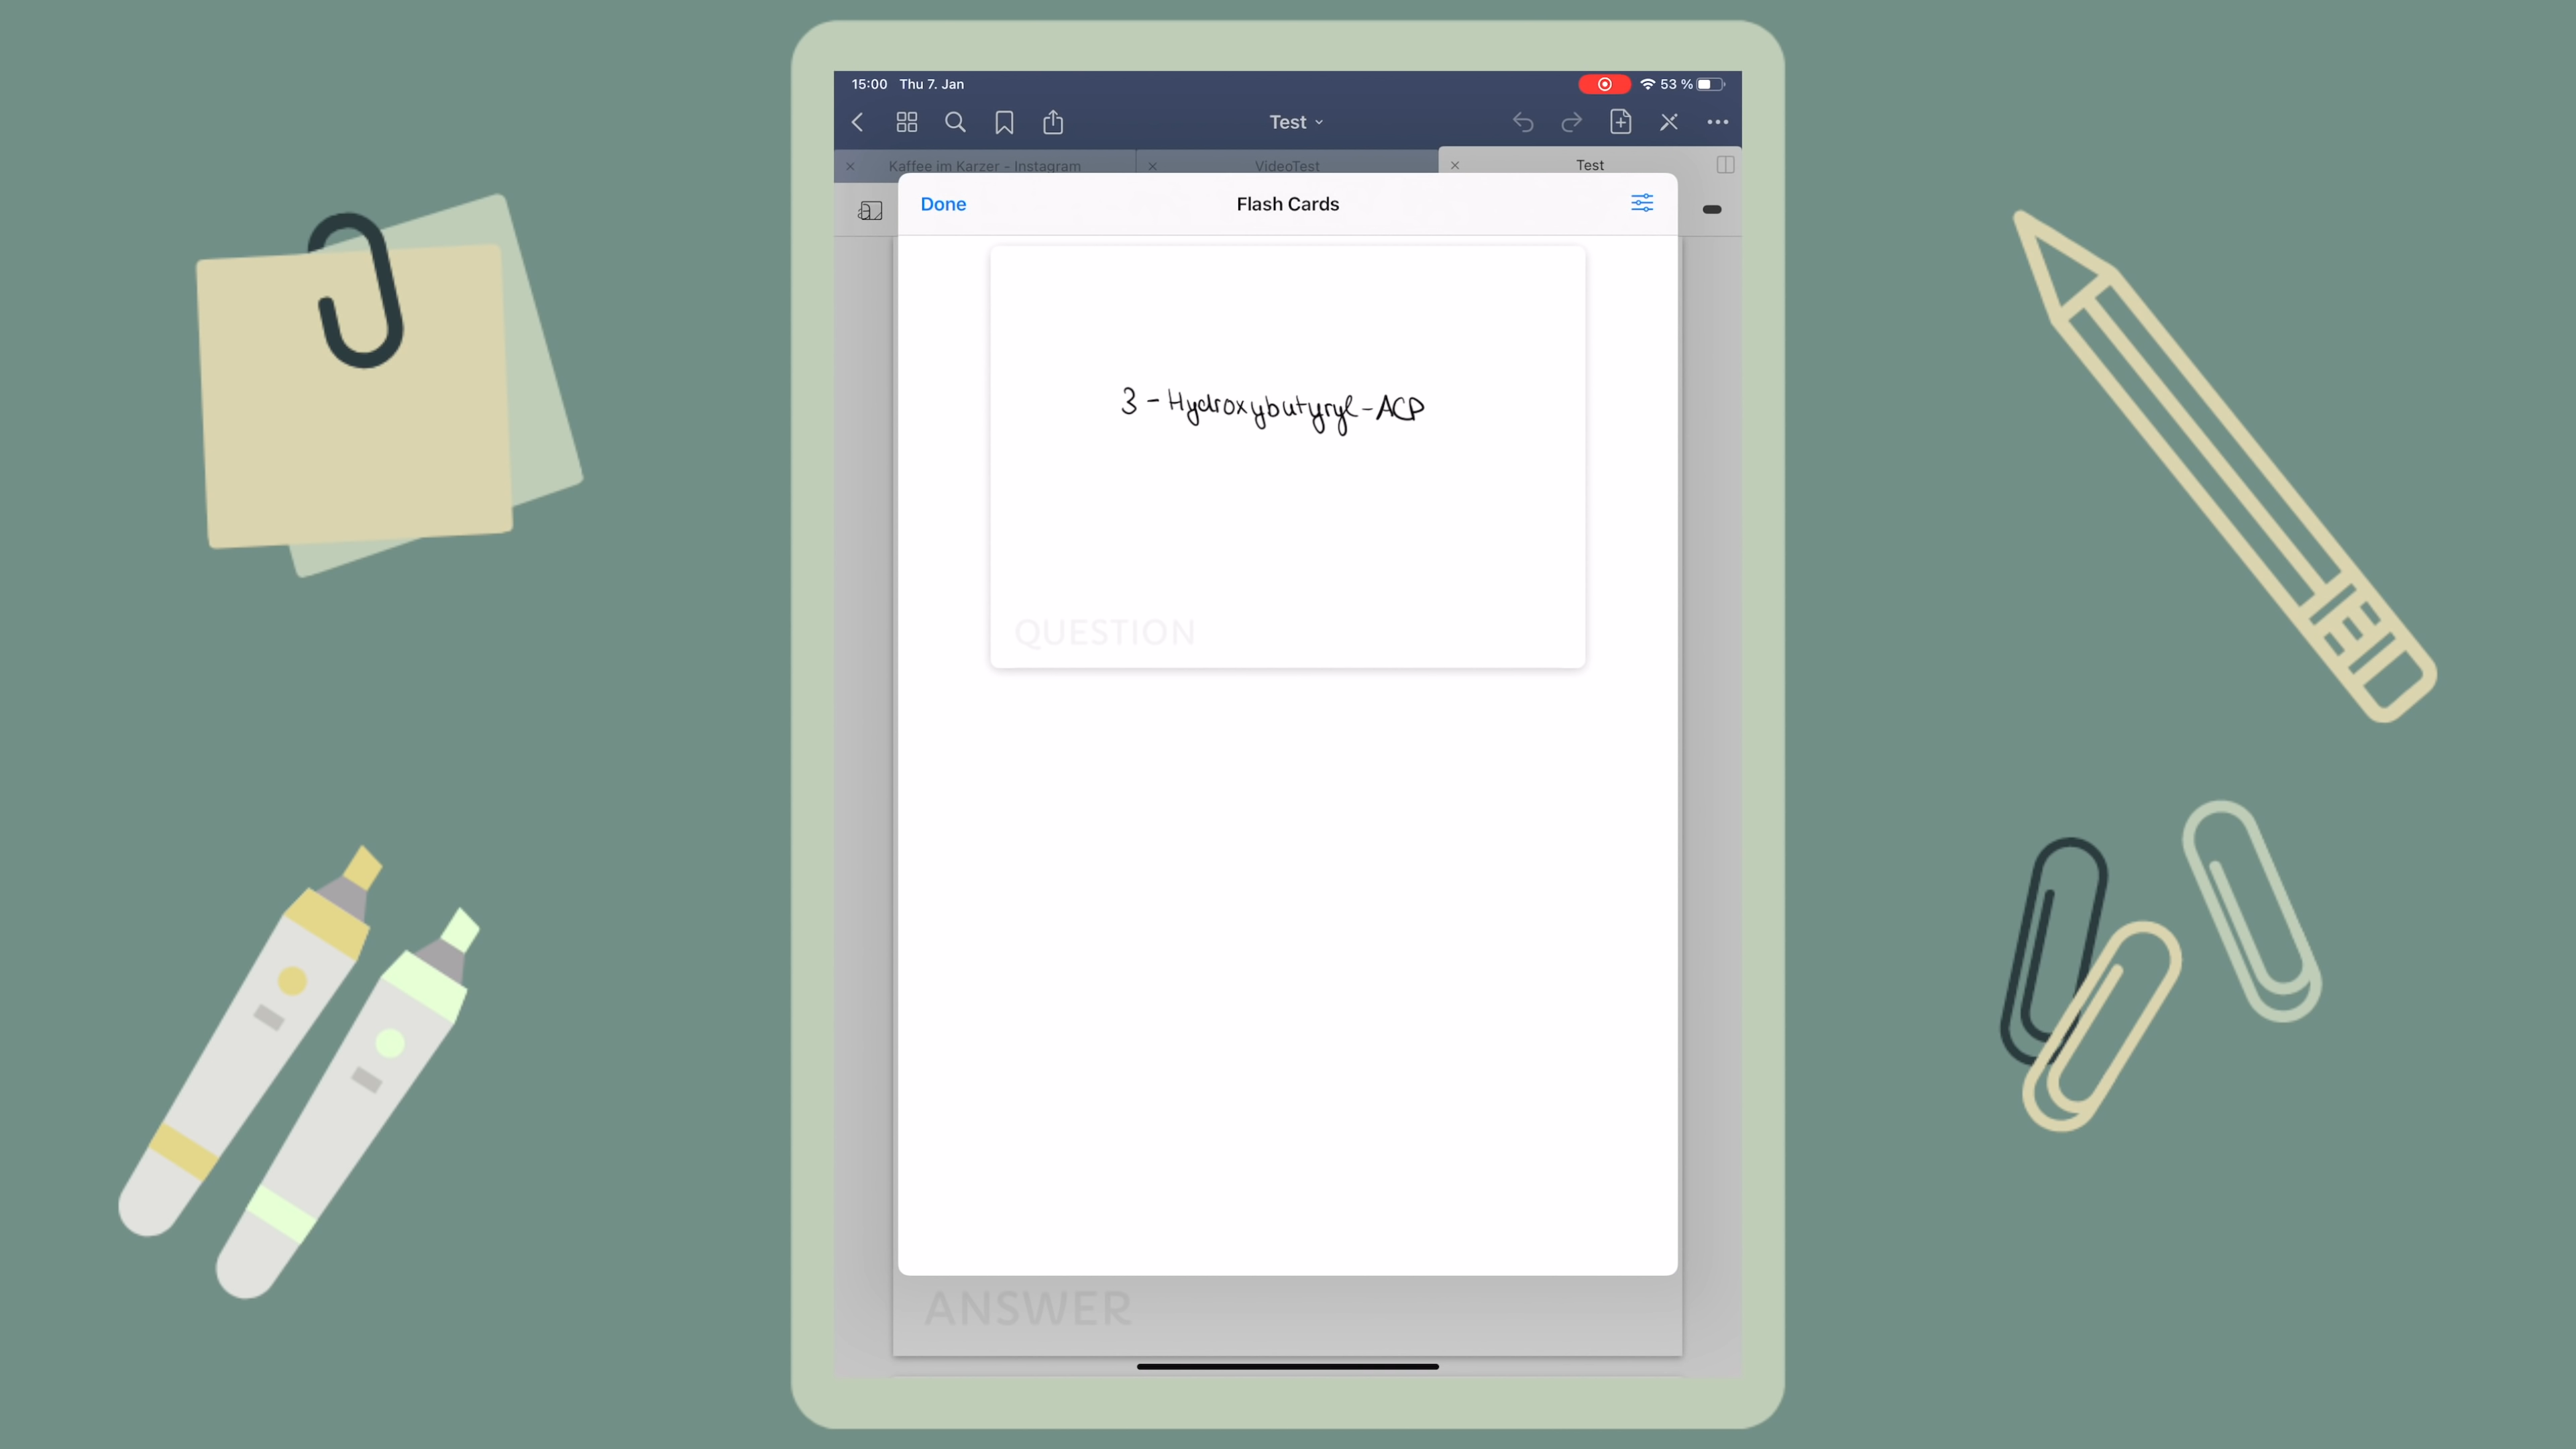 15:00 Thu 7. Jan 53 %
Test
Kaffee im Karzer - Instagram VideoTest Test
Done Flash Cards
3-Hydroxybutyryl-ACP
QUESTION
ANSWER